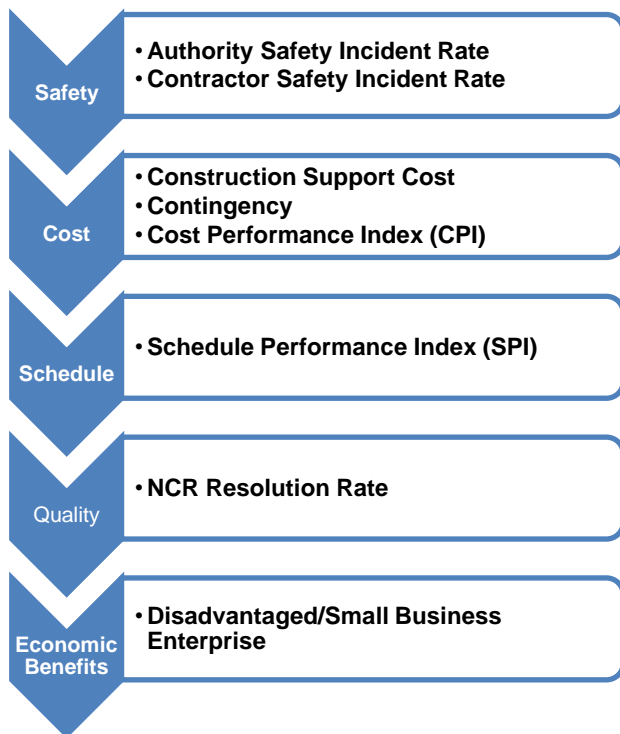 Safety
• Authority Safety Incident Rate
• Contractor Safety Incident Rate
Cost
• Construction Support Cost
• Contingency
• Cost Performance Index (CPI)
Schedule
• Schedule Performance Index (SPI)
Quality
• NCR Resolution Rate
Economic
Benefits
• Disadvantaged/Small Business
Enterprise